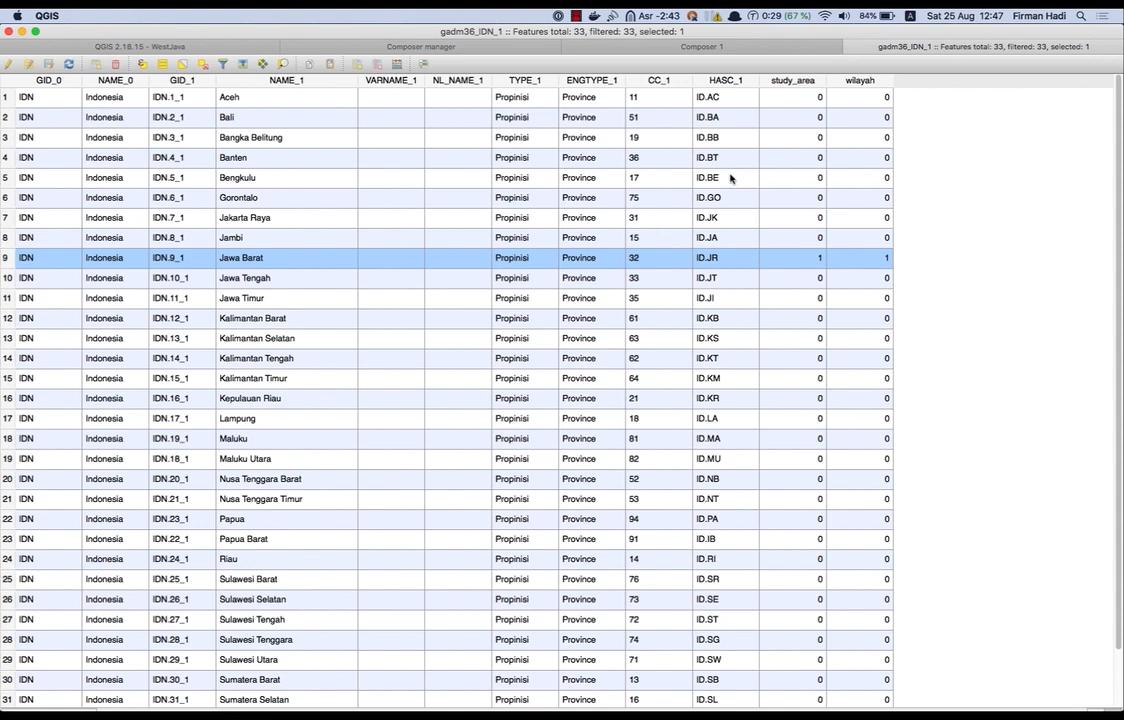 QGIS Asr -2:43 0:29 (67 %) 84% A Sat 25 Aug 12:47 Firman Hadi
gadm36_IDN_1 :: Features total: 33, filtered: 33, selected: 1
QGIS 2.18.15 - WestJava Composer manager Composer 1 gadm36_IDN_1 :: Features total: 33, filtered: 33, selected: 1
GID_0 NAME_0 GID_1 NAME_1 VARNAME_1 NL_NAME_1 TYPE_1 ENGTYPE_1 CC_1 HASC_1 study_area wilayah
1 IDN Indonesia IDN.1_1 Aceh Propinisi Province 11 ID.AC 0 0
2 IDN Indonesia IDN.2_1 Bali Propinisi Province 51 ID.BA 0 0
3 IDN Indonesia IDN.3_1 Bangka Belitung Propinisi Province 19 ID.BB 0 0
4 IDN Indonesia IDN.4_1 Banten Propinisi Province 36 ID.BT 0 0
5 IDN Indonesia IDN.5_1 Bengkulu Propinisi Province 17 ID.BE 0 0
6 IDN Indonesia IDN.6_1 Gorontalo Propinisi Province 75 ID.GO 0 0
7 IDN Indonesia IDN.7_1 Jakarta Raya Propinisi Province 31 ID.JK 0 0
8 IDN Indonesia IDN.8_1 Jambi Propinisi Province 15 ID.JA 0 0
9 IDN Indonesia IDN.9_1 Jawa Barat Propinisi Province 32 ID.JR 1 1
10 IDN Indonesia IDN.10_1 Jawa Tengah Propinisi Province 33 ID.JT 0 0
11 IDN Indonesia IDN.11_1 Jawa Timur Propinisi Province 35 ID.JI 0 0
12 IDN Indonesia IDN.12_1 Kalimantan Barat Propinisi Province 61 ID.KB 0 0
13 IDN Indonesia IDN.13_1 Kalimantan Selatan Propinisi Province 63 ID.KS 0 0
14 IDN Indonesia IDN.14_1 Kalimantan Tengah Propinisi Province 62 ID.KT 0 0
15 IDN Indonesia IDN.15_1 Kalimantan Timur Propinisi Province 64 ID.KM 0 0
16 IDN Indonesia IDN.16_1 Kepulauan Riau Propinisi Province 21 ID.KR 0 0
17 IDN Indonesia IDN.17_1 Lampung Propinisi Province 18 ID.LA 0 0
18 IDN Indonesia IDN.19_1 Maluku Propinisi Province 81 ID.MA 0 0
19 IDN Indonesia IDN.18_1 Maluku Utara Propinisi Province 82 ID.MU 0 0
20 IDN Indonesia IDN.20_1 Nusa Tenggara Barat Propinisi Province 52 ID.NB 0 0
21 IDN Indonesia IDN.21_1 Nusa Tenggara Timur Propinisi Province 53 ID.NT 0 0
22 IDN Indonesia IDN.23_1 Papua Propinisi Province 94 ID.PA 0 0
23 IDN Indonesia IDN.22_1 Papua Barat Propinisi Province 91 ID.IB 0 0
24 IDN Indonesia IDN.24_1 Riau Propinisi Province 14 ID.RI 0 0
25 IDN Indonesia IDN.25_1 Sulawesi Barat Propinisi Province 76 ID.SR 0 0
26 IDN Indonesia IDN.26_1 Sulawesi Selatan Propinisi Province 73 ID.SE 0 0
27 IDN Indonesia IDN.27_1 Sulawesi Tengah Propinisi Province 72 ID.ST 0 0
28 IDN Indonesia IDN.28_1 Sulawesi Tenggara Propinisi Province 74 ID.SG 0 0
29 IDN Indonesia IDN.29_1 Sulawesi Utara Propinisi Province 71 ID.SW 0 0
30 IDN Indonesia IDN.30_1 Sumatera Barat Propinisi Province 13 ID.SB 0 0
31 IDN Indonesia IDN.31_1 Sumatera Selatan Propinisi Province 16 ID.SL 0 0